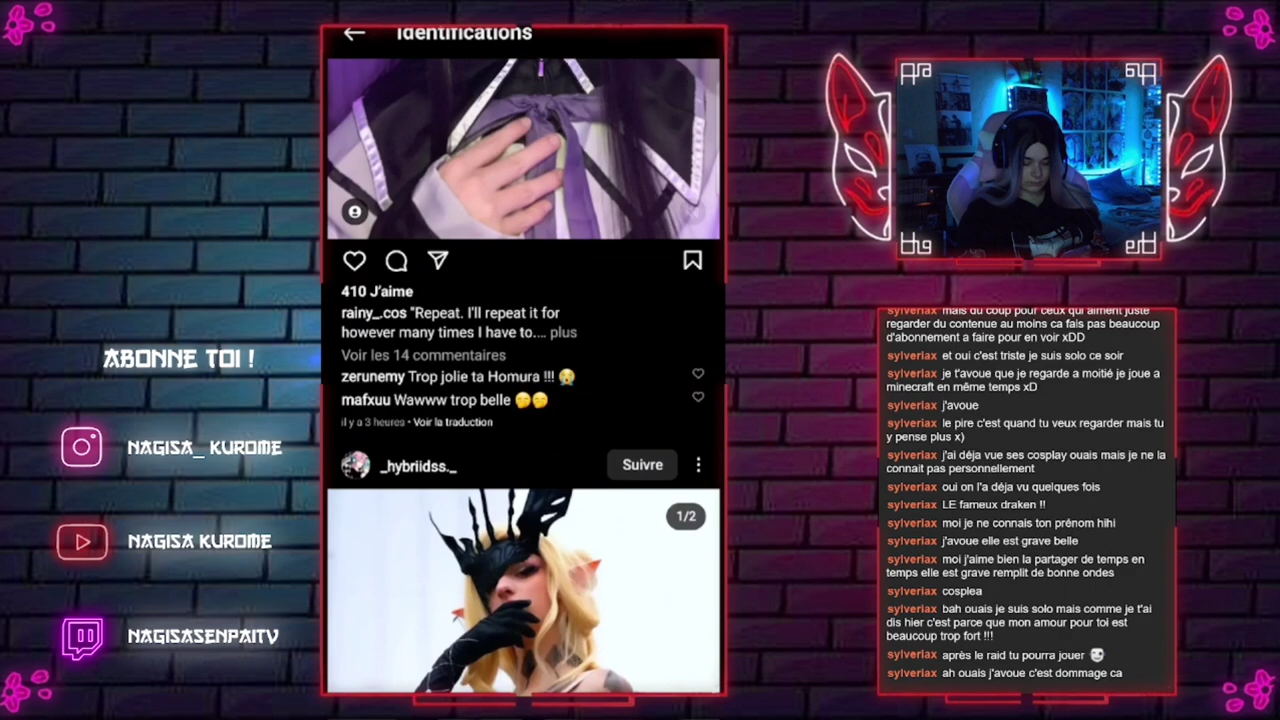 Identifications
410 J'aime
rainy_.cos "Repeat. I'll repeat it for
however many times I have to.... plus
Voir les 14 commentaires
zerunemy Trop jolie ta Homura !!! 😭
mafxuu Wawww trop belle 🤭🤭
il y a 3 heures • Voir la traduction
_hybriidss._
Suivre
1/2
ABONNE TOI !
NAGISA_ KUROME
NAGISA KUROME
NAGISASENPAITV
sylveriax mais du coup pour ceux qui aiment juste
regarder du contenue au moins ca fais pas beaucoup
d'abonnement a faire pour en voir xDD
sylveriax et oui c'est triste je suis solo ce soir
sylveriax je t'avoue que je regarde a moitié je joue a
minecraft en même temps xD
sylveriax j'avoue
sylveriax le pire c'est quand tu veux regarder mais tu
y pense plus x)
sylveriax j'ai déja vue ses cosplay ouais mais je ne la
connait pas personnellement
sylveriax oui on l'a déja vu quelques fois
sylveriax LE fameux draken !!
sylveriax moi je ne connais ton prénom hihi
sylveriax j'avoue elle est grave belle
sylveriax moi j'aime bien la partager de temps en
temps elle est grave remplit de bonne ondes
sylveriax cosplea
sylveriax bah ouais je suis solo mais comme je t'ai
dis hier c'est parce que mon amour pour toi est
beaucoup trop fort !!!
sylveriax après le raid tu pourra jouer
sylveriax ah ouais j'avoue c'est dommage ca